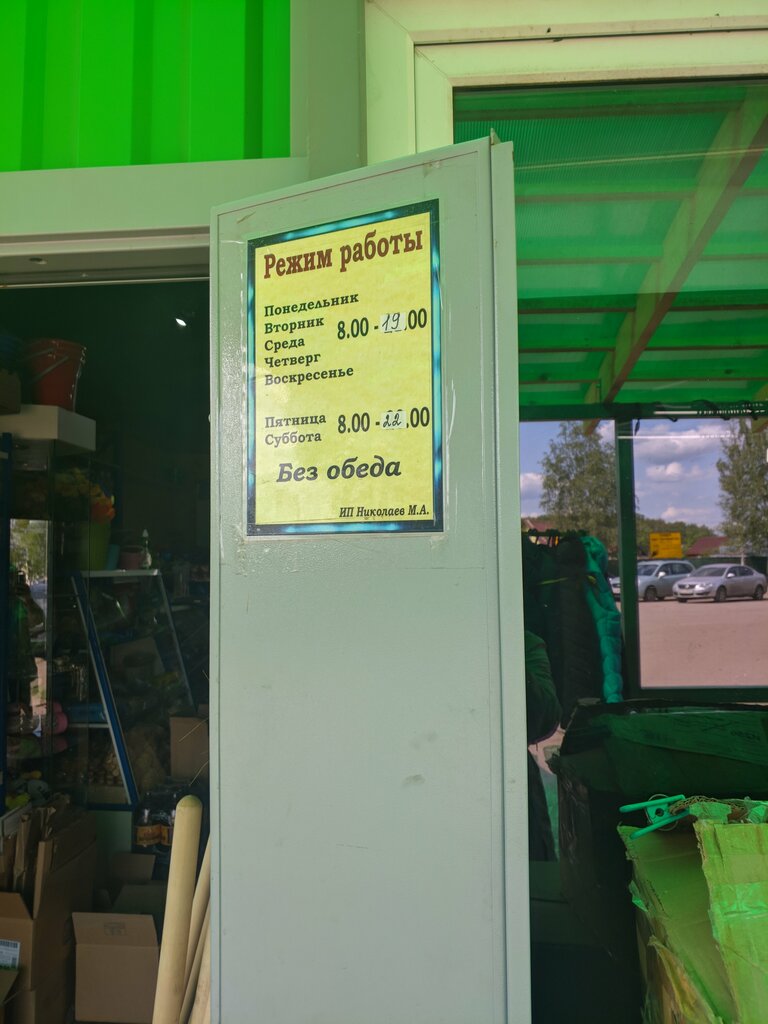 Режим работы
Понедельник
Вторник
Среда
Четверг
Воскресенье
8.00 - 19.00
Пятница
Суббота
8.00 - 22.00
Без обеда
ИП Николаев М.А.